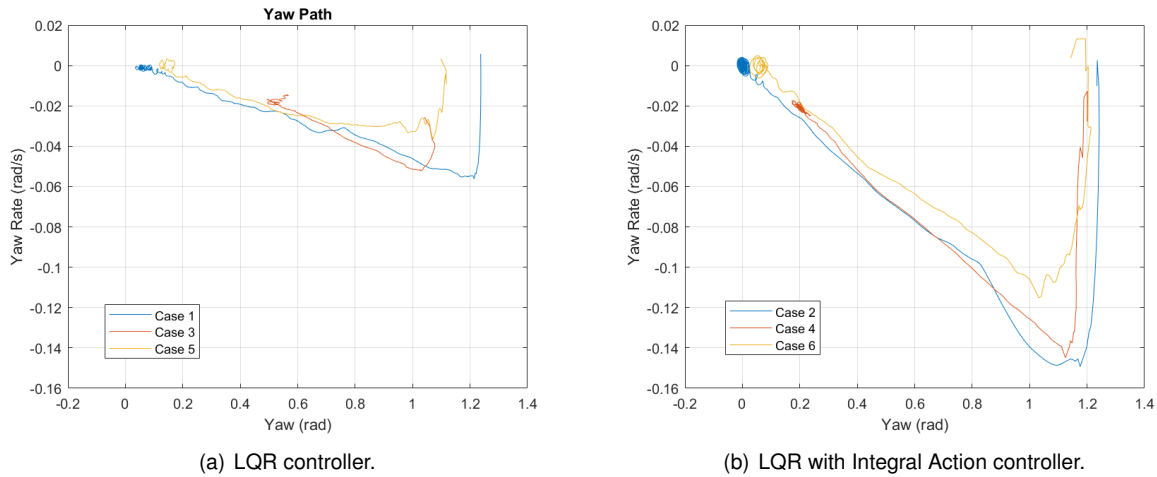 Yaw Path
0.02
0
-0.02
-0.04
-0.06
-0.08
-0.1
-0.12
-0.14
-0.16
Yaw Rate (rad/s)
Case 1
Case 3
Case 5
-0.2 0 0.2 0.4 0.6 0.8 1 1.2 1.4
Yaw (rad)
(a) LQR controller.
0.02
0
-0.02
-0.04
-0.06
-0.08
-0.1
-0.12
-0.14
-0.16
Yaw Rate (rad/s)
Case 2
Case 4
Case 6
-0.2 0 0.2 0.4 0.6 0.8 1 1.2 1.4
Yaw (rad)
(b) LQR with Integral Action controller.